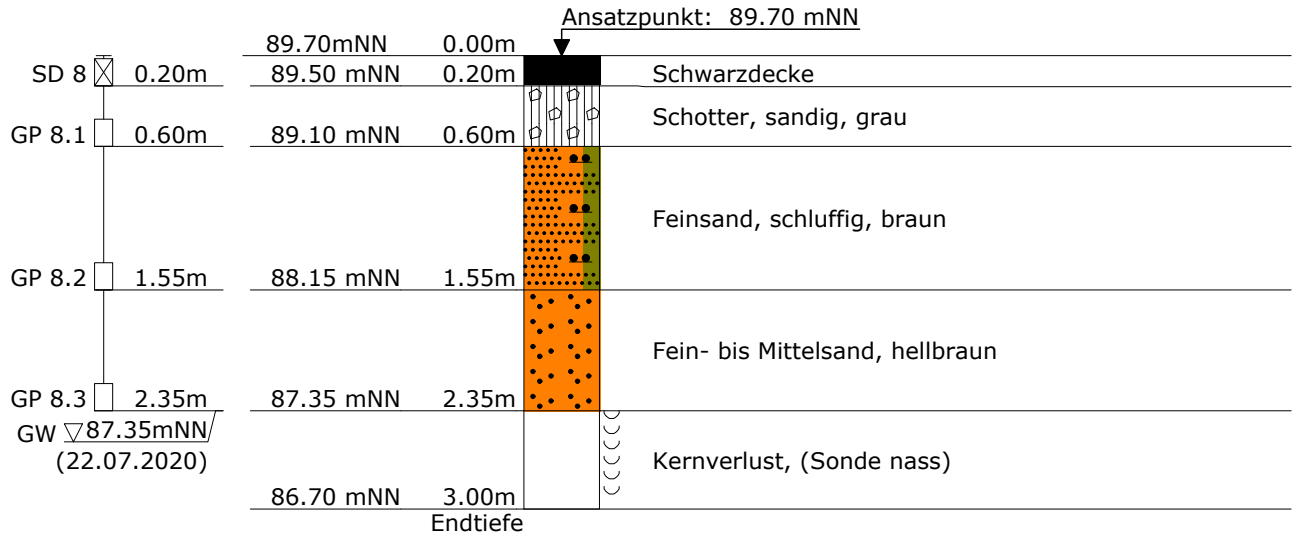 Ansatzpunkt: 89.70 mNN
89.70mNN 0.00m
SD 8 0.20m 89.50 mNN 0.20m Schwarzdecke
Schotter, sandig, grau
GP 8.1 0.60m 89.10 mNN 0.60m
Feinsand, schluffig, braun
GP 8.2 1.55m 88.15 mNN 1.55m
Fein- bis Mittelsand, hellbraun
GP 8.3 2.35m 87.35 mNN 2.35m
GW 87.35mNN
(22.07.2020)
Kernverlust, (Sonde nass)
86.70 mNN 3.00m
Endtiefe